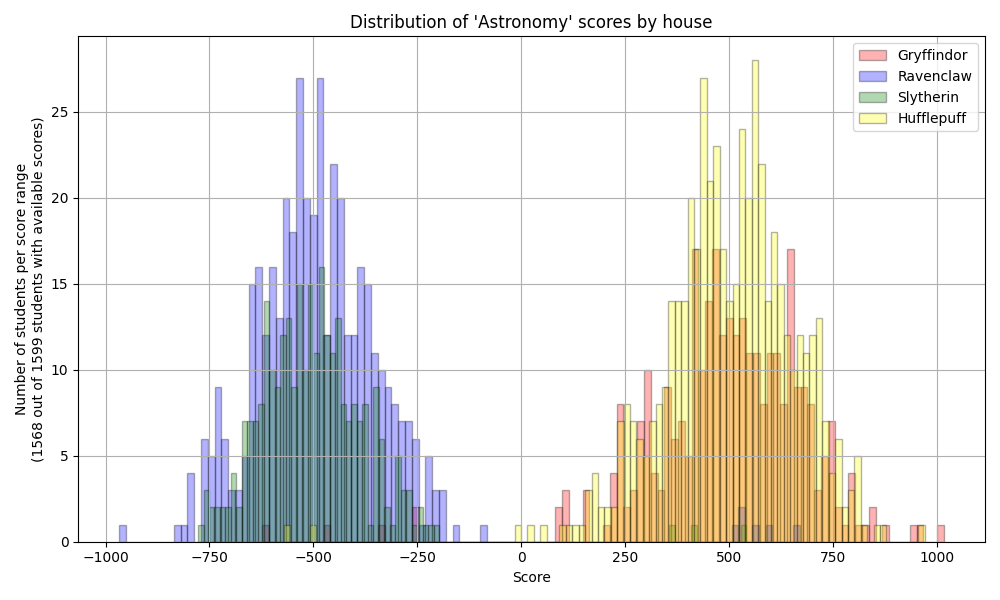 Distribution of 'Astronomy' scores by house
Gryffindor
Ravenclaw
Slytherin
Hufflepuff
Number of students per score range
(1568 out of 1599 students with available scores)
25
20
15
10
5
0
−1000
−750
−500
−250
0
250
500
750
1000
Score